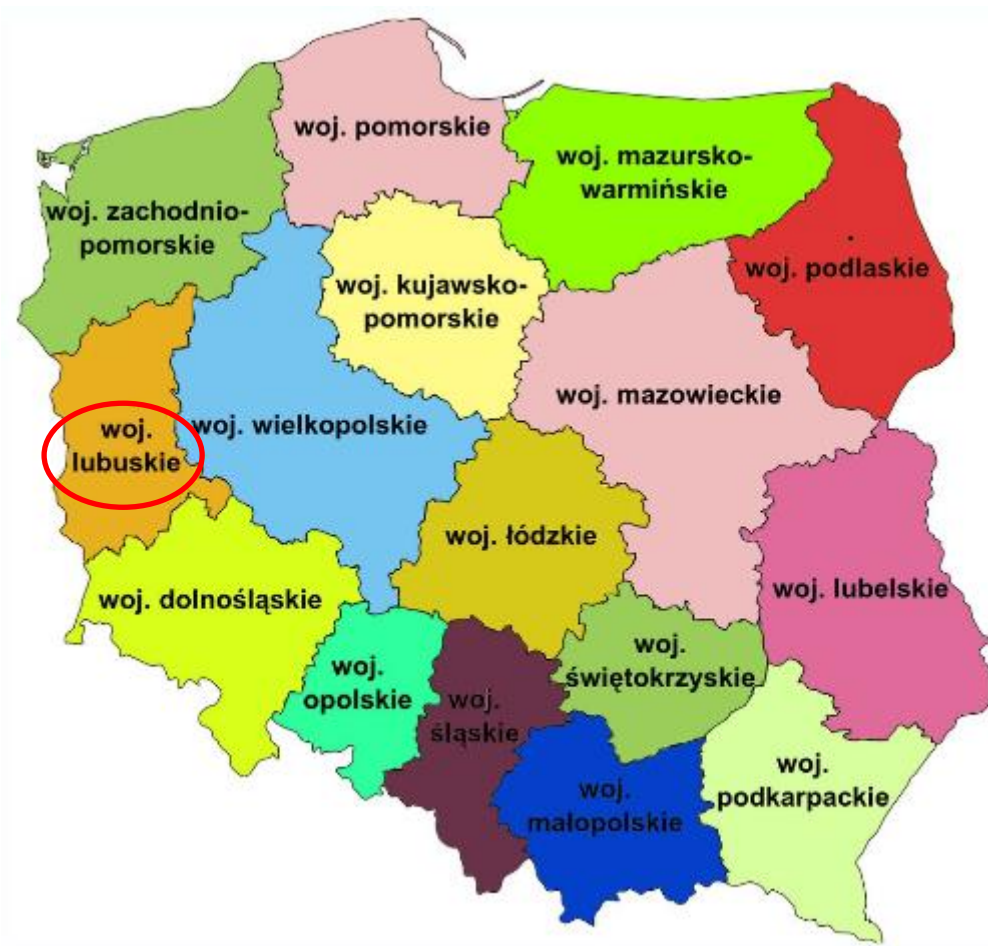 woj. pomorskie
woj. mazursko-
warmińskie
woj. zachodnio-
pomorskie
woj. podlaskie
woj. kujawsko-
pomorskie
woj. mazowieckie
woj.
lubuskie
woj. wielkopolskie
woj. łódzkie
woj. lubelskie
woj. dolnośląskie
woj.
świętokrzyskie
woj.
opolskie
woj.
śląskie
woj.
podkarpackie
woj.
małopolskie